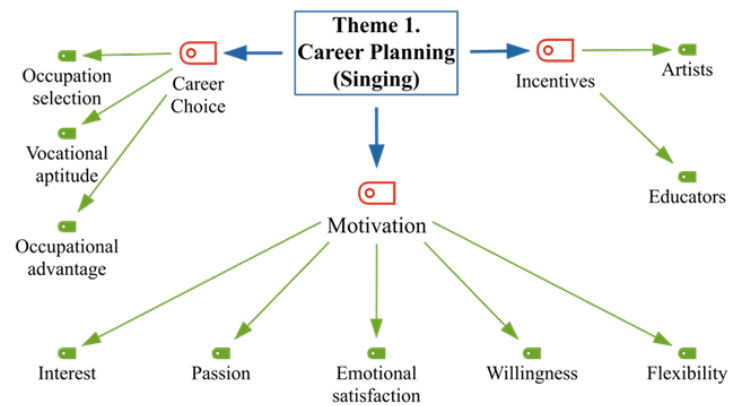 Theme 1.
Career Planning
(Singing)
Career
Choice
Occupation
selection
Vocational
aptitude
Occupational
advantage
Incentives
Artists
Educators
Motivation
Interest
Passion
Emotional
satisfaction
Willingness
Flexibility